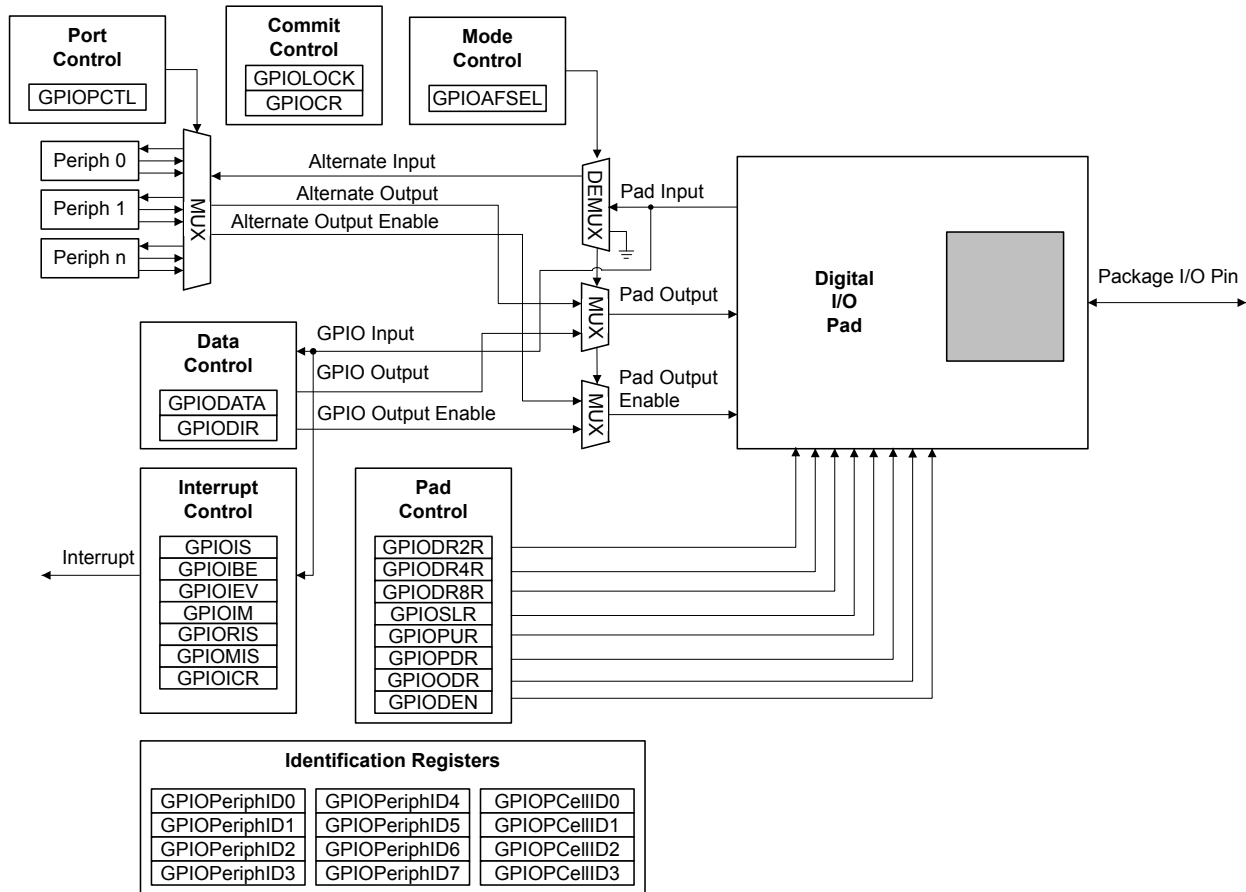 Port
Control
GPIOPCTL
Commit
Control
GPIOLOCK
GPIOCR
Mode
Control
GPIOAFSEL
Periph 0
Periph 1
Periph n
MUX
Alternate Input
Alternate Output
Alternate Output Enable
DEMUX
Pad Input
MUX
Pad Output
MUX
Pad Output
Enable
Digital
I/O
Pad
Package I/O Pin
Data
Control
GPIODATA
GPIODIR
GPIO Input
GPIO Output
GPIO Output Enable
Interrupt
Control
GPIOIS
GPIOIBE
GPIOIEV
GPIOIM
GPIORIS
GPIOMIS
GPIOICR
Interrupt
Pad
Control
GPIODR2R
GPIODR4R
GPIODR8R
GPIOSLR
GPIOPUR
GPIOPDR
GPIOODR
GPIODEN
Identification Registers
GPIOPeriphID0
GPIOPeriphID1
GPIOPeriphID2
GPIOPeriphID3
GPIOPeriphID4
GPIOPeriphID5
GPIOPeriphID6
GPIOPeriphID7
GPIOPCellID0
GPIOPCellID1
GPIOPCellID2
GPIOPCellID3